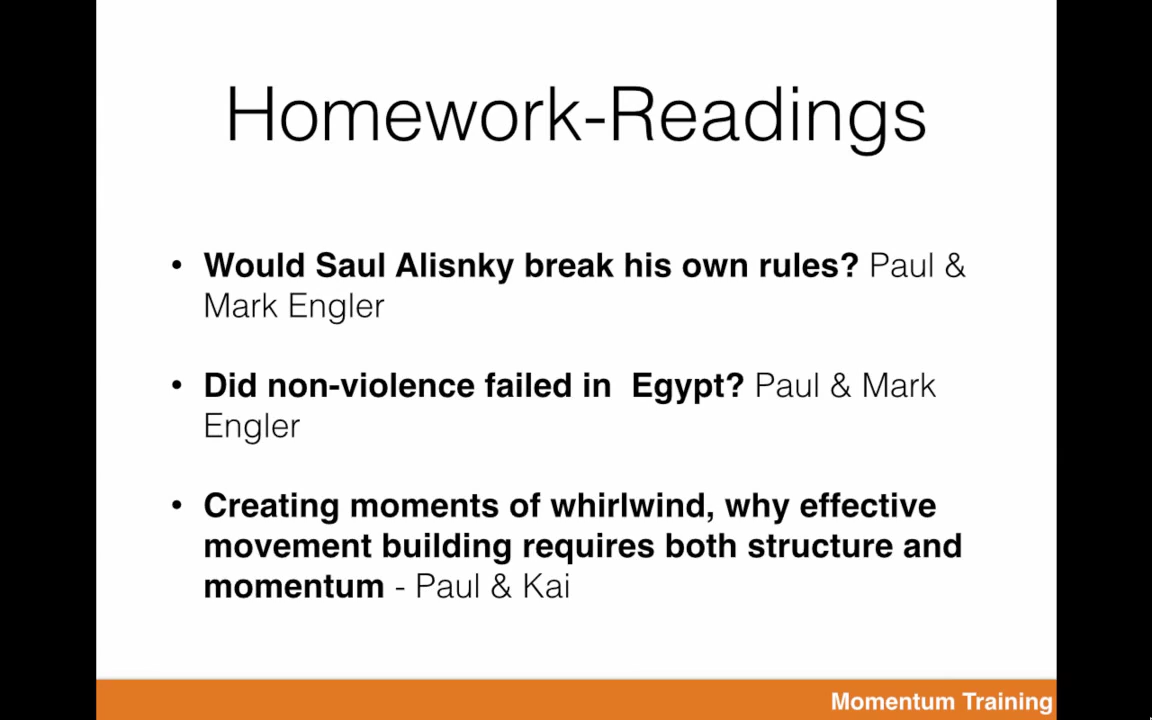 Homework-Readings
• Would Saul Alisnky break his own rules? Paul &
Mark Engler
• Did non-violence failed in  Egypt? Paul & Mark
Engler
• Creating moments of whirlwind, why effective
movement building requires both structure and
momentum - Paul & Kai
Momentum Training